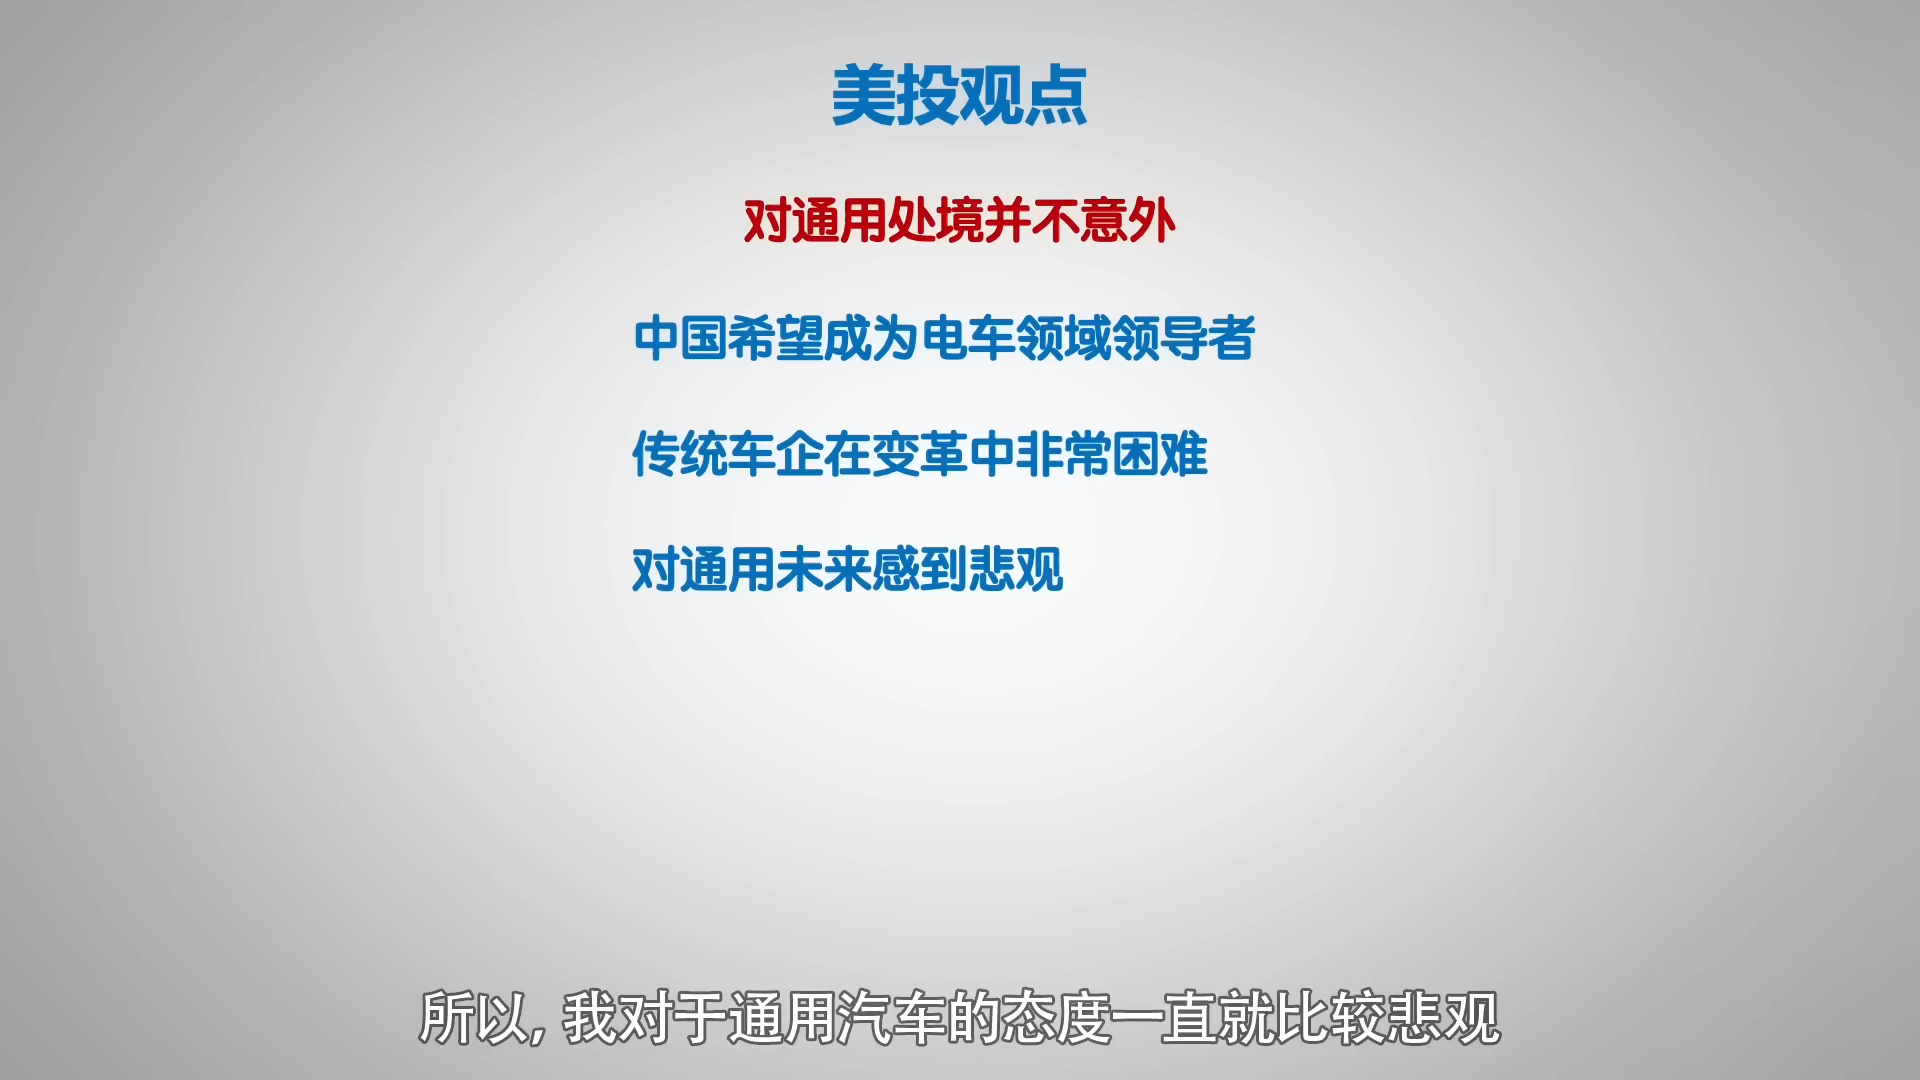 美投观点
对通用处境并不意外
中国希望成为电车领域领导者
传统车企在变革中非常困难
对通用未来感到悲观
所以, 我对于通用汽车的态度一直就比较悲观